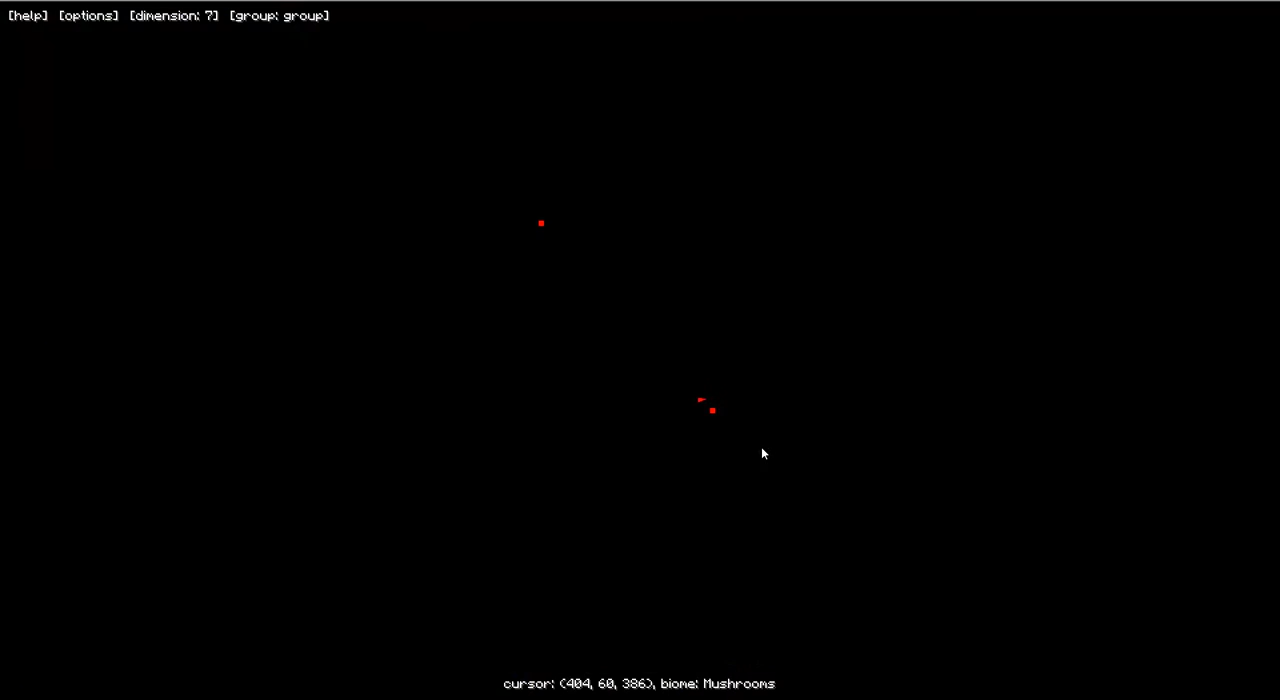 [help] [options] [dimension: 7] [group: group]
cursor: (404, 60, 386), biome: Mushrooms